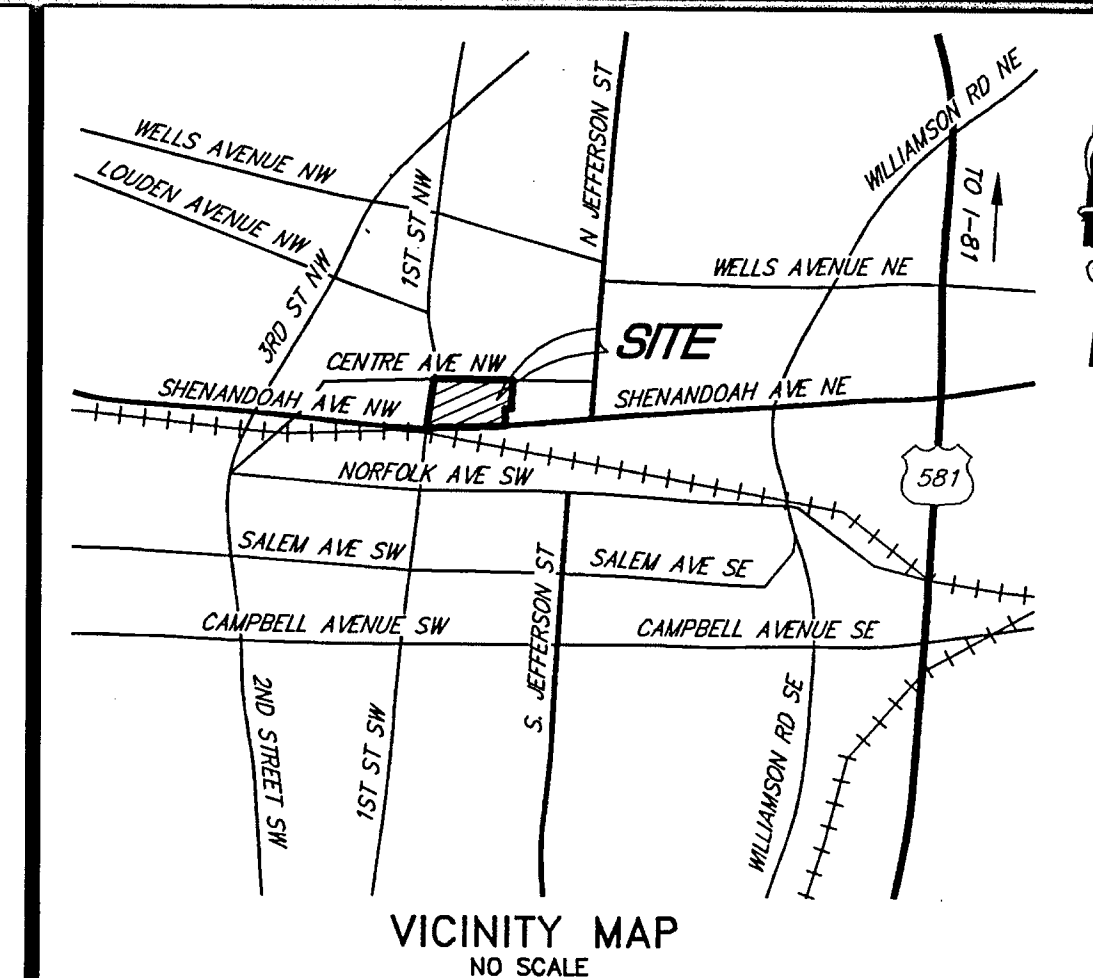 WELLS AVENUE NW
LOUDEN AVENUE NW
3RD ST NW
1ST ST NW
N JEFFERSON ST
WILLIAMSON RD NE
TO I-81
WELLS AVENUE NE
SITE
CENTRE AVE NW
SHENANDOAH AVE NW
SHENANDOAH AVE NE
581
NORFOLK AVE SW
SALEM AVE SW
SALEM AVE SE
CAMPBELL AVENUE SW
CAMPBELL AVENUE SE
S. JEFFERSON ST
2ND STREET SW
1ST ST SW
WILLIAMSON RD SE
VICINITY MAP
NO SCALE